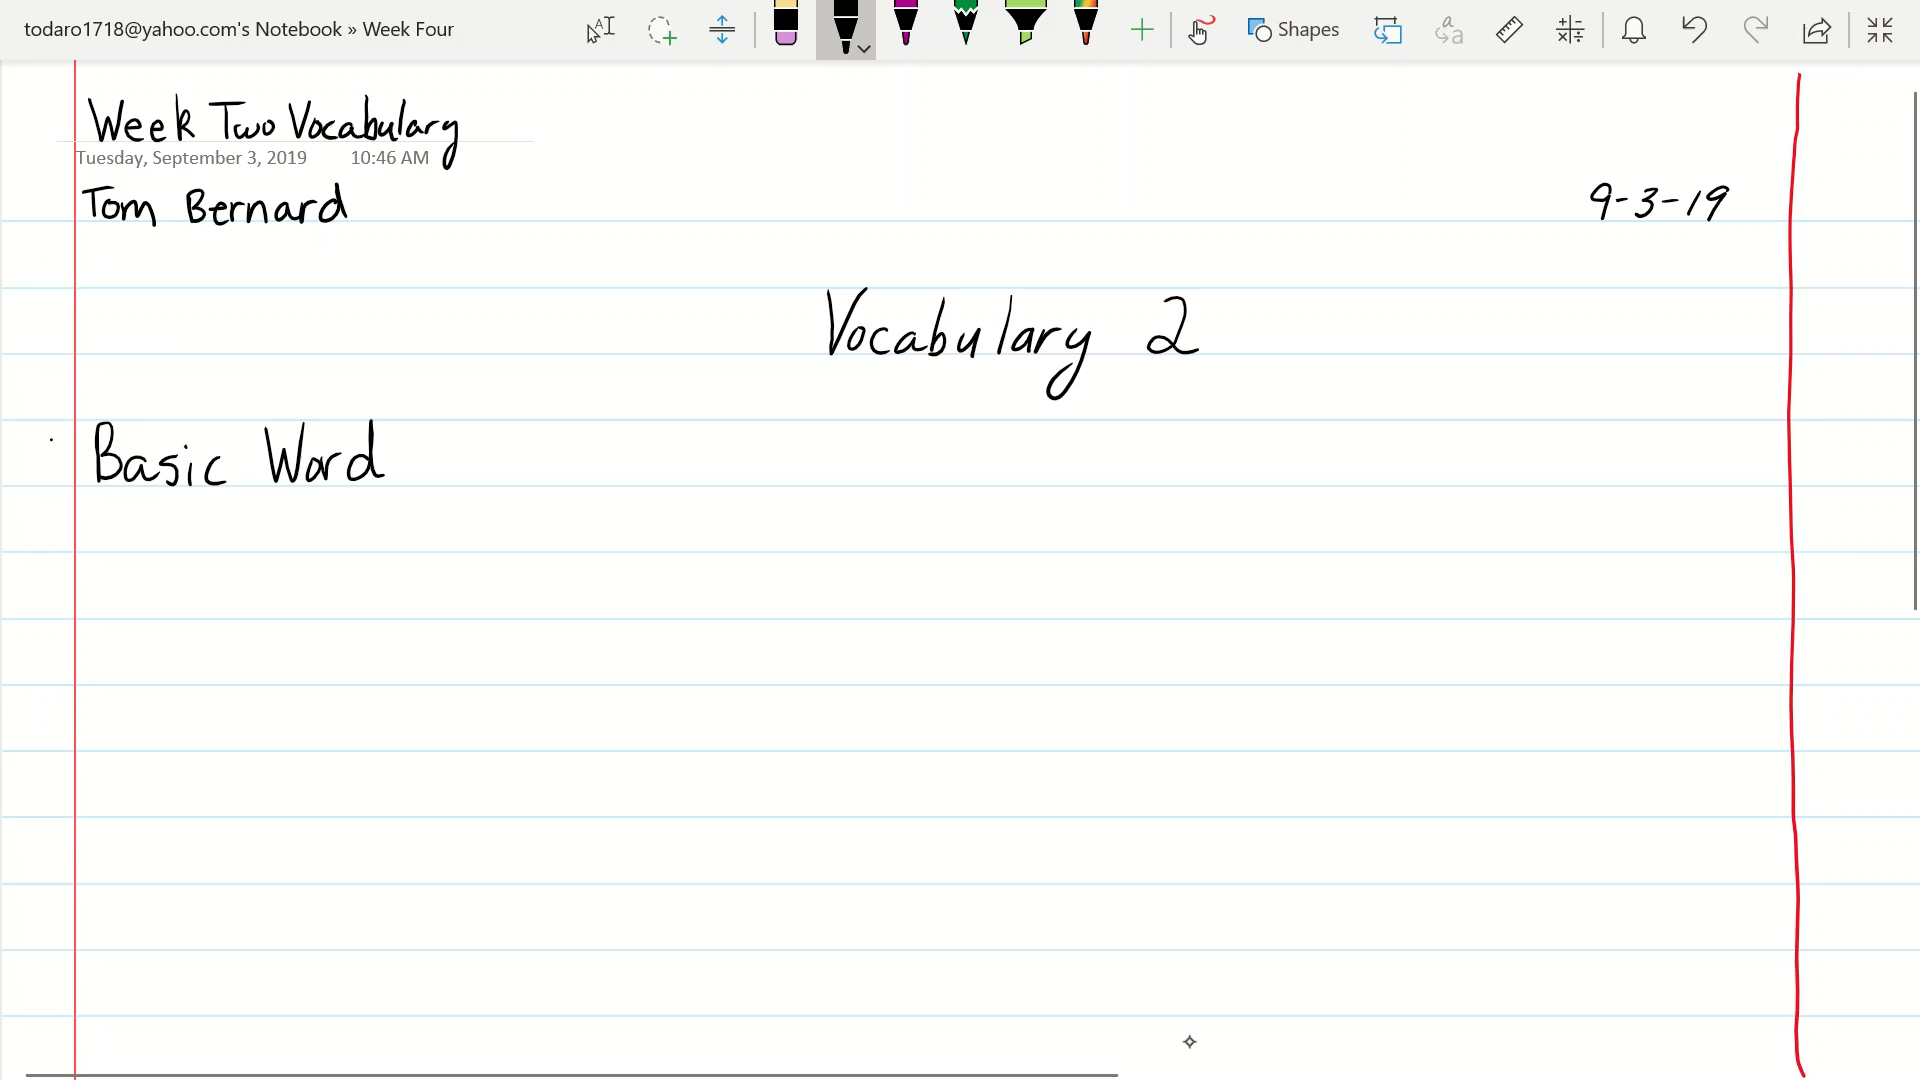 todaro1718@yahoo.com's Notebook » Week Four
Shapes
Week Two Vocabulary
Tuesday, September 3, 2019 10:46 AM
Tom Bernard 9-3-19
Vocabulary 2
Basic Word